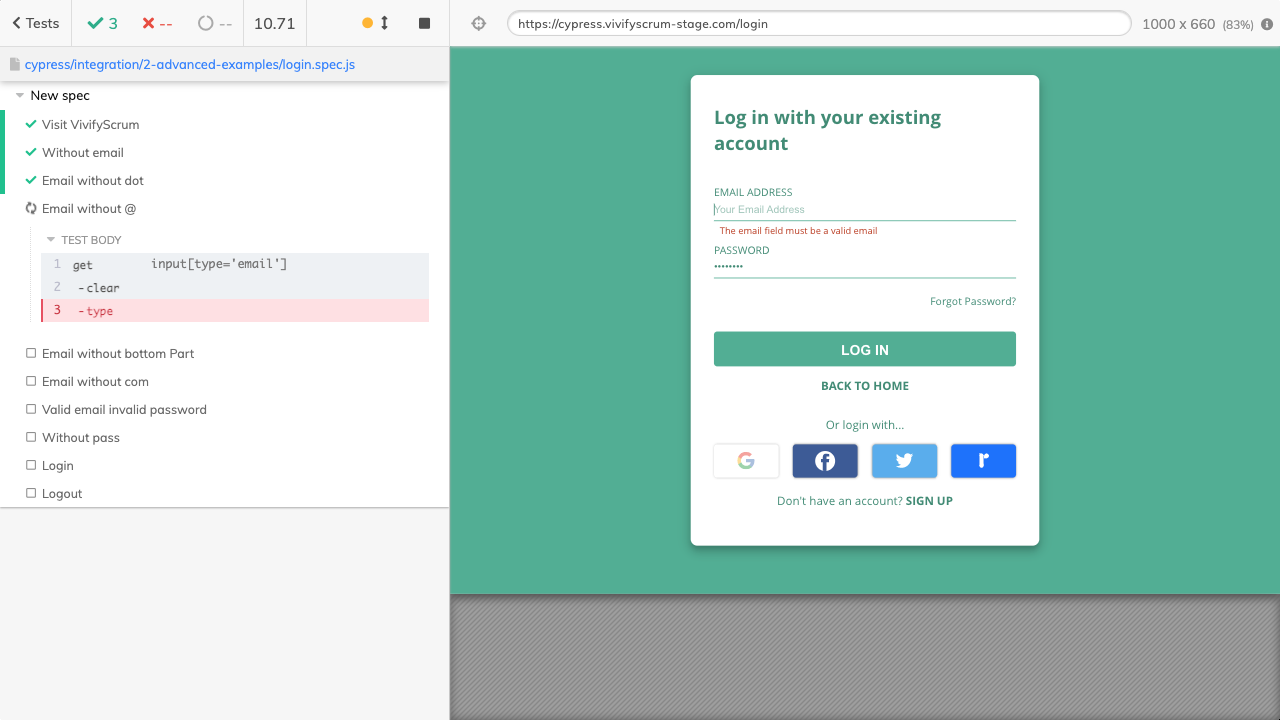 Tests
3
--
--
10.71
https://cypress.vivifyscrum-stage.com/login
1000 x 660 (83%)
cypress/integration/2-advanced-examples/login.spec.js
New spec
Visit VivifyScrum
Without email
Email without dot
Email without @
TEST BODY
1 get input[type='email']
2 -clear
3 -type
Email without bottom Part
Email without com
Valid email invalid password
Without pass
Login
Logout
Log in with your existing
account
EMAIL ADDRESS
Your Email Address
The email field must be a valid email
PASSWORD
••••••••
Forgot Password?
LOG IN
BACK TO HOME
Or login with...
Don't have an account? SIGN UP